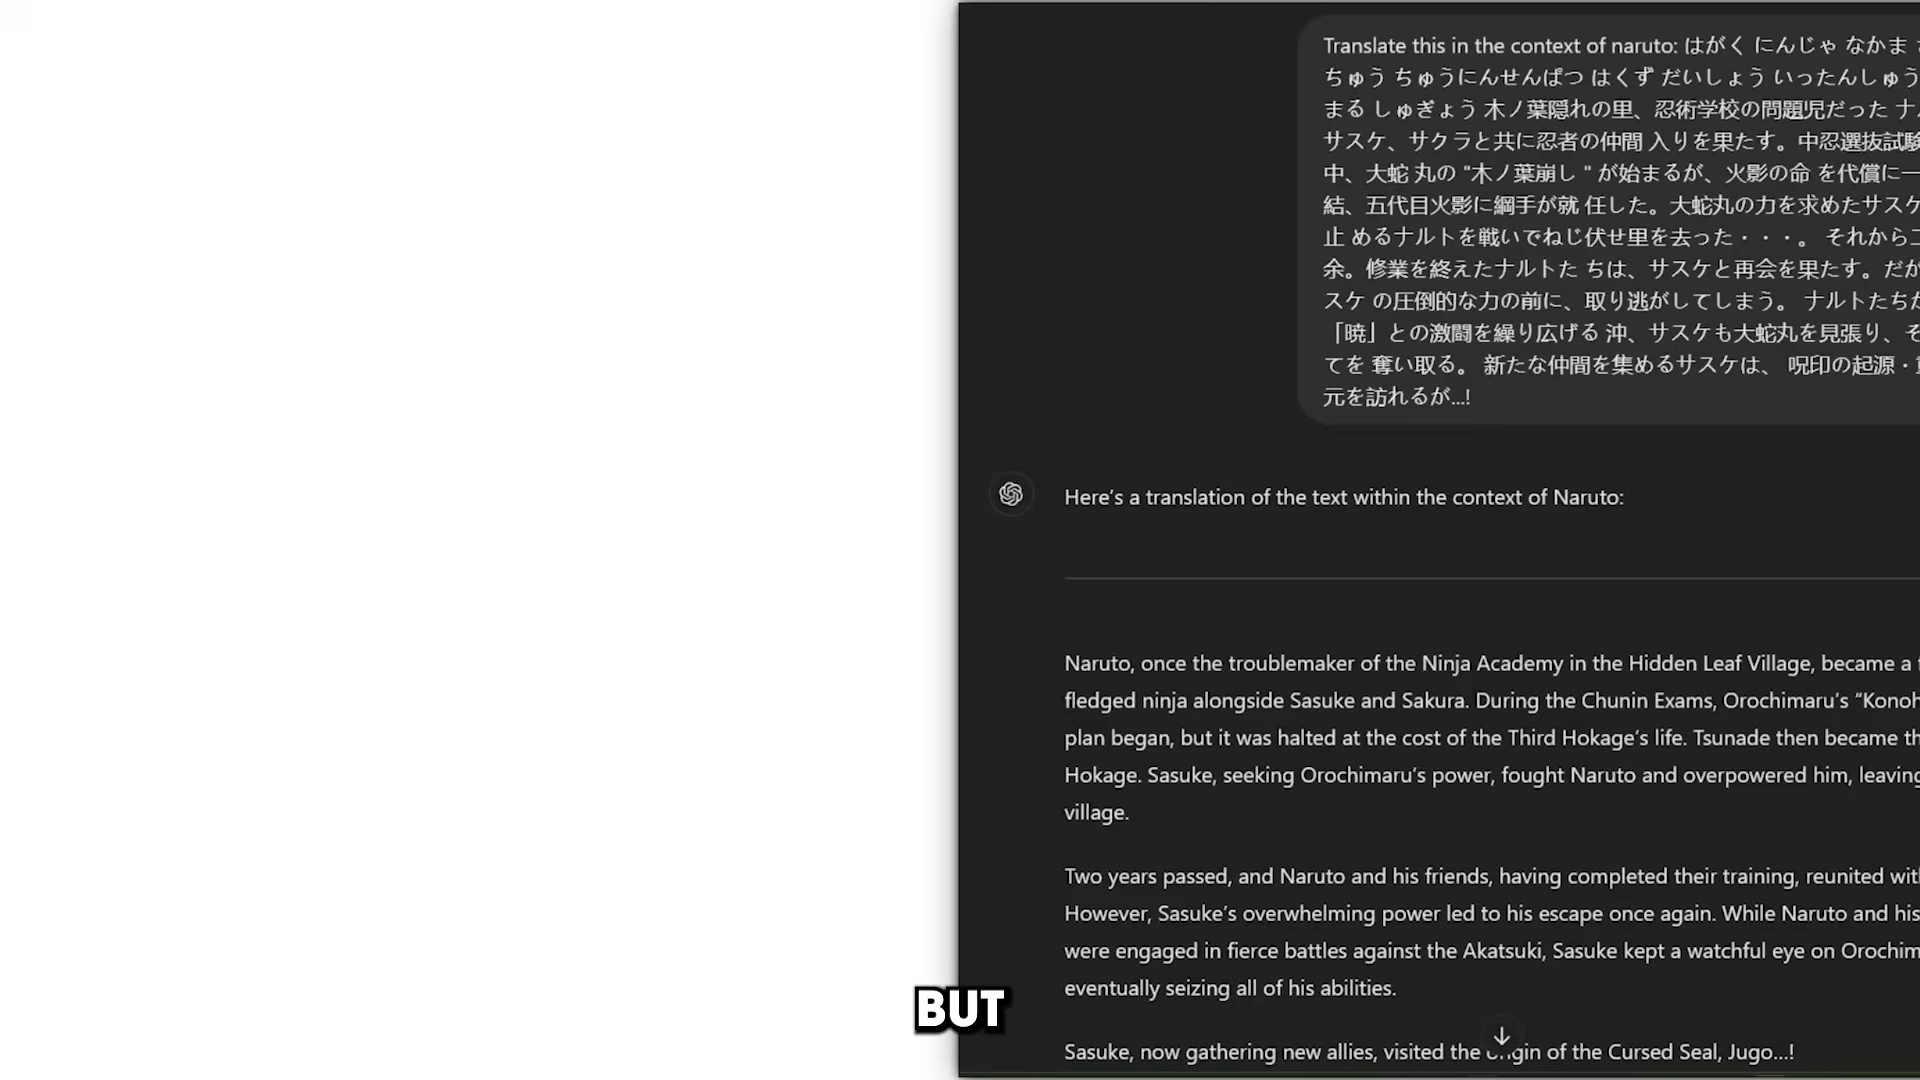 Translate this in the context of naruto: はがく にんじゃ なかま
ちゅう ちゅうにんせんぱつ はくず だいしょう いったんしゅう
まる しゅぎょう 木ノ葉隠れの里、忍術学校の問題児だった ナ
サスケ、サクラと共に忍者の仲間 入りを果たす。中忍選抜試験
中、大蛇 丸の "木ノ葉崩し " が始まるが、火影の命 を代償に一
結、五代目火影に綱手が就 任した。大蛇丸の力を求めたサスケ
止 めるナルトを戦いでねじ伏せ里を去った・・・。 それから二
余。修業を終えたナルトた ちは、サスケと再会を果たす。だが
スケ の圧倒的な力の前に、取り逃がしてしまう。 ナルトたちが
「暁」との激闘を繰り広げる 沖、サスケも大蛇丸を見張り、そ
てを 奪い取る。 新たな仲間を集めるサスケは、 呪印の起源・重
元を訪れるが...!
Here's a translation of the text within the context of Naruto:
Naruto, once the troublemaker of the Ninja Academy in the Hidden Leaf Village, became a
fledged ninja alongside Sasuke and Sakura. During the Chunin Exams, Orochimaru's “Konoh
plan began, but it was halted at the cost of the Third Hokage's life. Tsunade then became th
Hokage. Sasuke, seeking Orochimaru's power, fought Naruto and overpowered him, leaving
village.
Two years passed, and Naruto and his friends, having completed their training, reunited wit
However, Sasuke's overwhelming power led to his escape once again. While Naruto and his
were engaged in fierce battles against the Akatsuki, Sasuke kept a watchful eye on Orochim
eventually seizing all of his abilities.
BUT
Sasuke, now gathering new allies, visited the origin of the Cursed Seal, Jugo...!